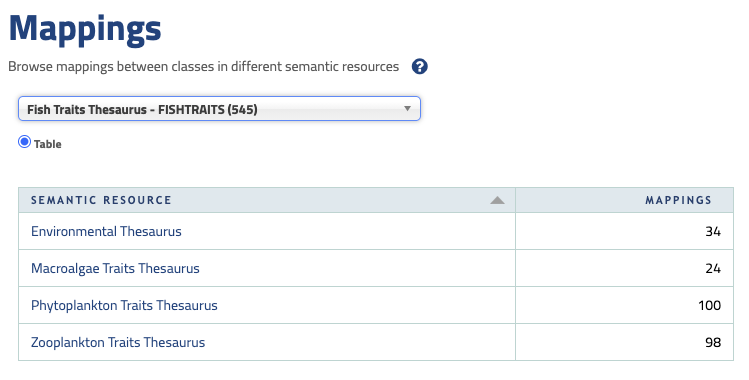 Mappings
Browse mappings between classes in different semantic resources ?
Fish Traits Thesaurus - FISHTRAITS (545)
Table
SEMANTIC RESOURCE MAPPINGS
Environmental Thesaurus 34
Macroalgae Traits Thesaurus 24
Phytoplankton Traits Thesaurus 100
Zooplankton Traits Thesaurus 98